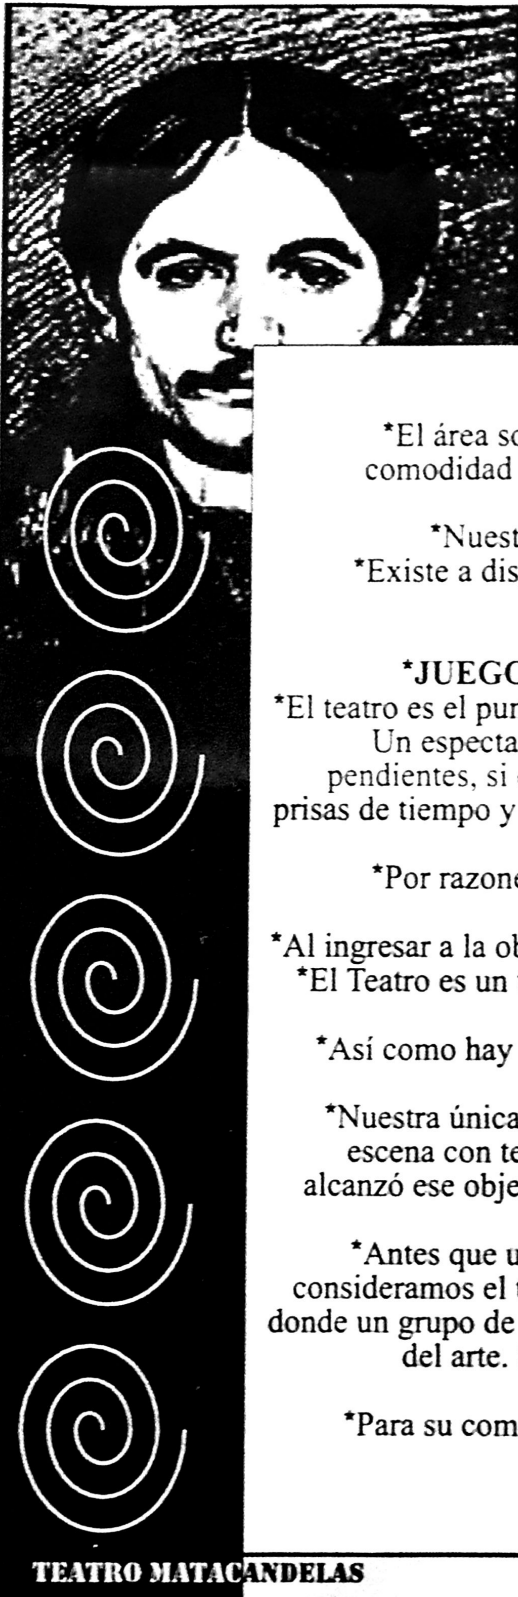 *El área so
comodidad
*Nuest
*Existe a dis
*JUEGO
*El teatro es el pun
Un especta
pendientes, si
prisas de tiempo y
*Por razone
*Al ingresar a la ob
*El Teatro es un
*Así como hay
*Nuestra única
escena con te
alcanzó ese obje
*Antes que u
consideramos el t
donde un grupo de
del arte.
*Para su com
TEATRO MATACANDELAS